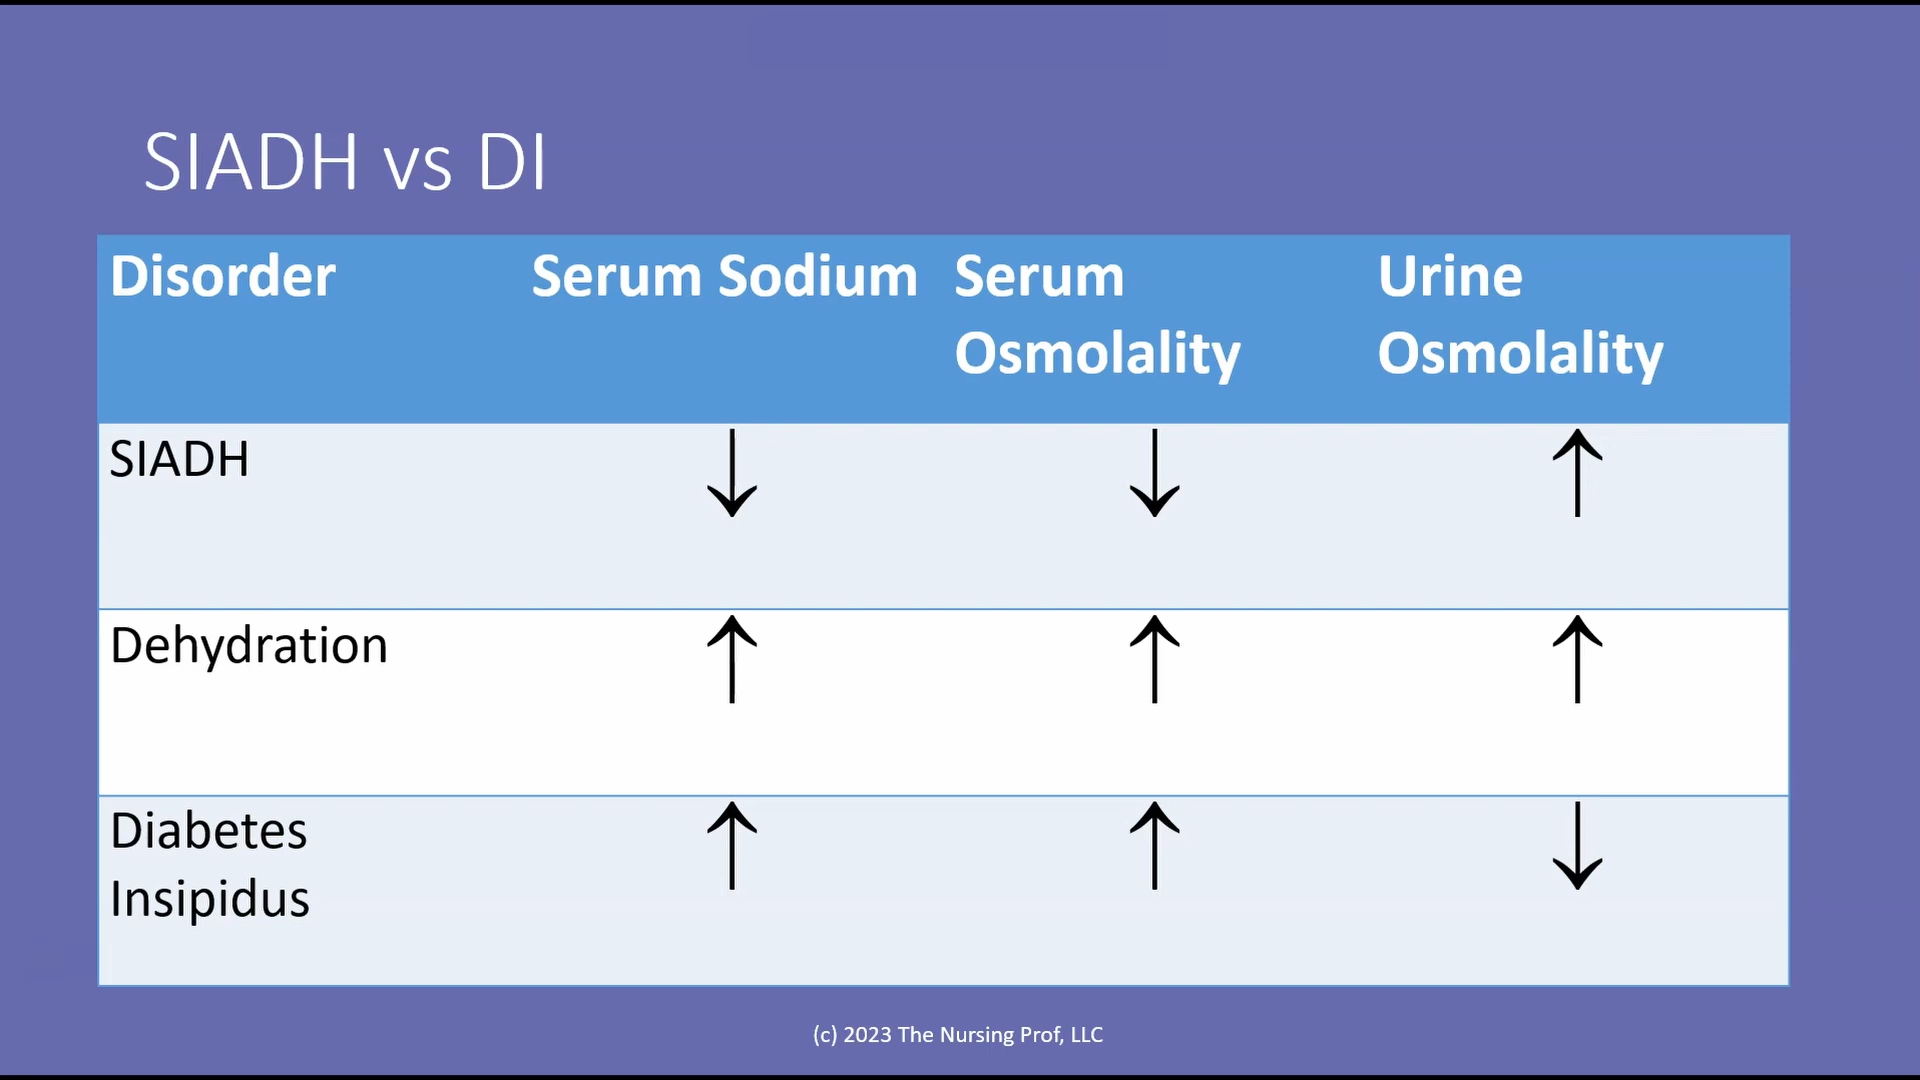 SIADH vs DI
Disorder Serum Sodium Serum Osmolality Urine Osmolality
SIADH ↓ ↓ ↑
Dehydration ↑ ↑ ↑
Diabetes Insipidus ↑ ↑ ↓
(c) 2023 The Nursing Prof, LLC